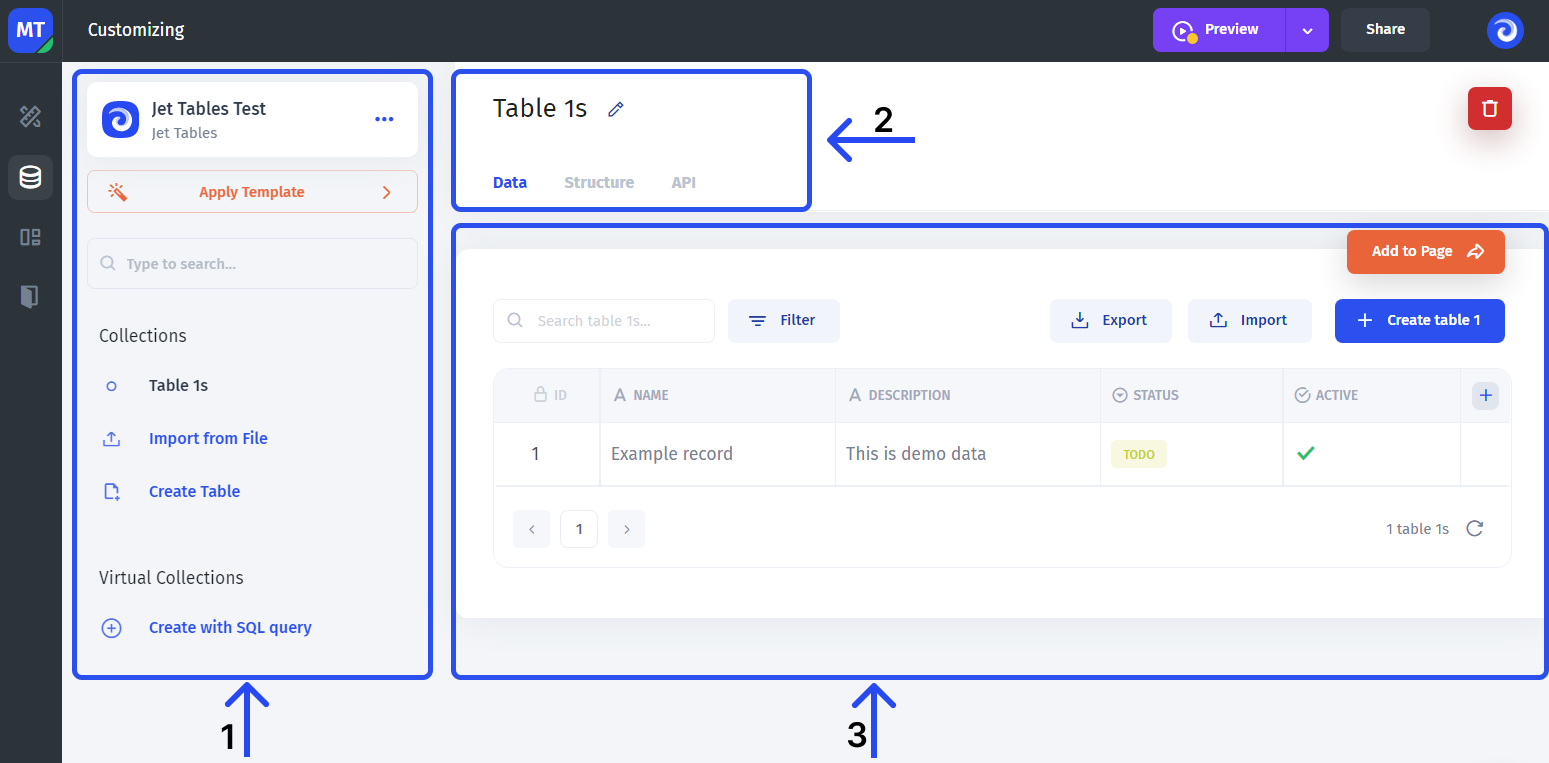 MT
Customizing
Preview
Share
Jet Tables Test
Jet Tables
Apply Template
Type to search...
Collections
Table 1s
Import from File
Create Table
Virtual Collections
Create with SQL query
1
Table 1s
Data Structure API
2
Add to Page
Search table 1s...
Filter
Export
Import
Create table 1
ID A NAME A DESCRIPTION STATUS ACTIVE +
1 Example record This is demo data TODO
< 1 >
1 table 1s
3